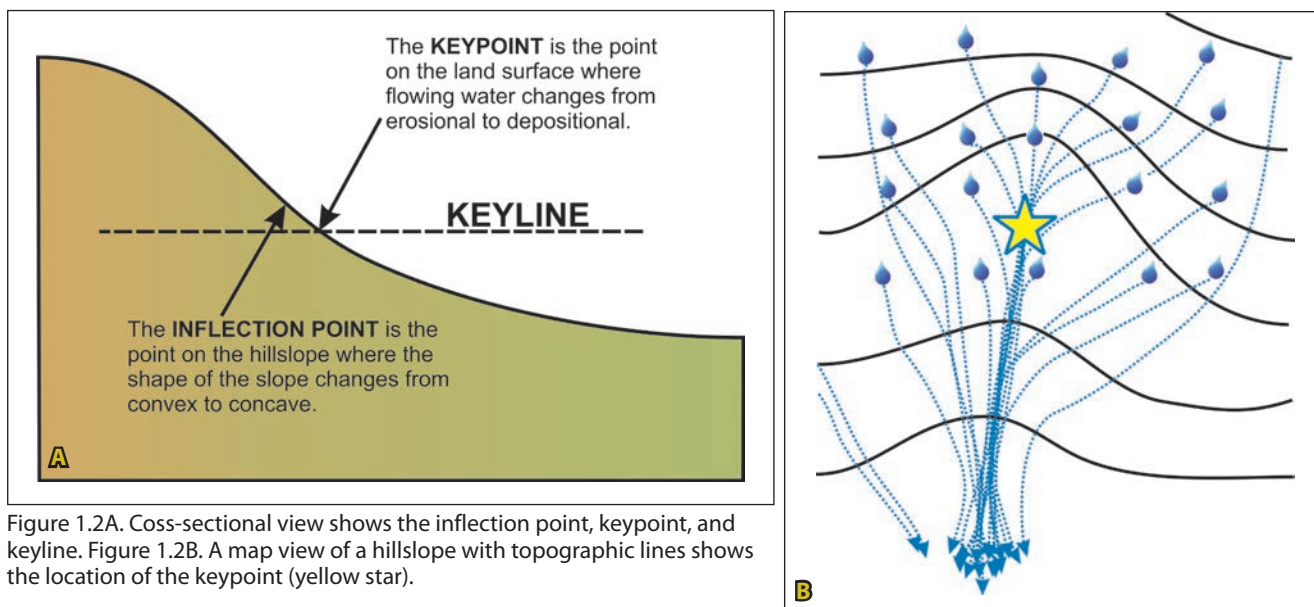 The KEYPOINT is the point
on the land surface where
flowing water changes from
erosional to depositional.
KEYLINE
The INFLECTION POINT is the
point on the hillslope where the
shape of the slope changes from
convex to concave.
A
Figure 1.2A. Coss-sectional view shows the inflection point, keypoint, and
keyline. Figure 1.2B. A map view of a hillslope with topographic lines shows
the location of the keypoint (yellow star).
B